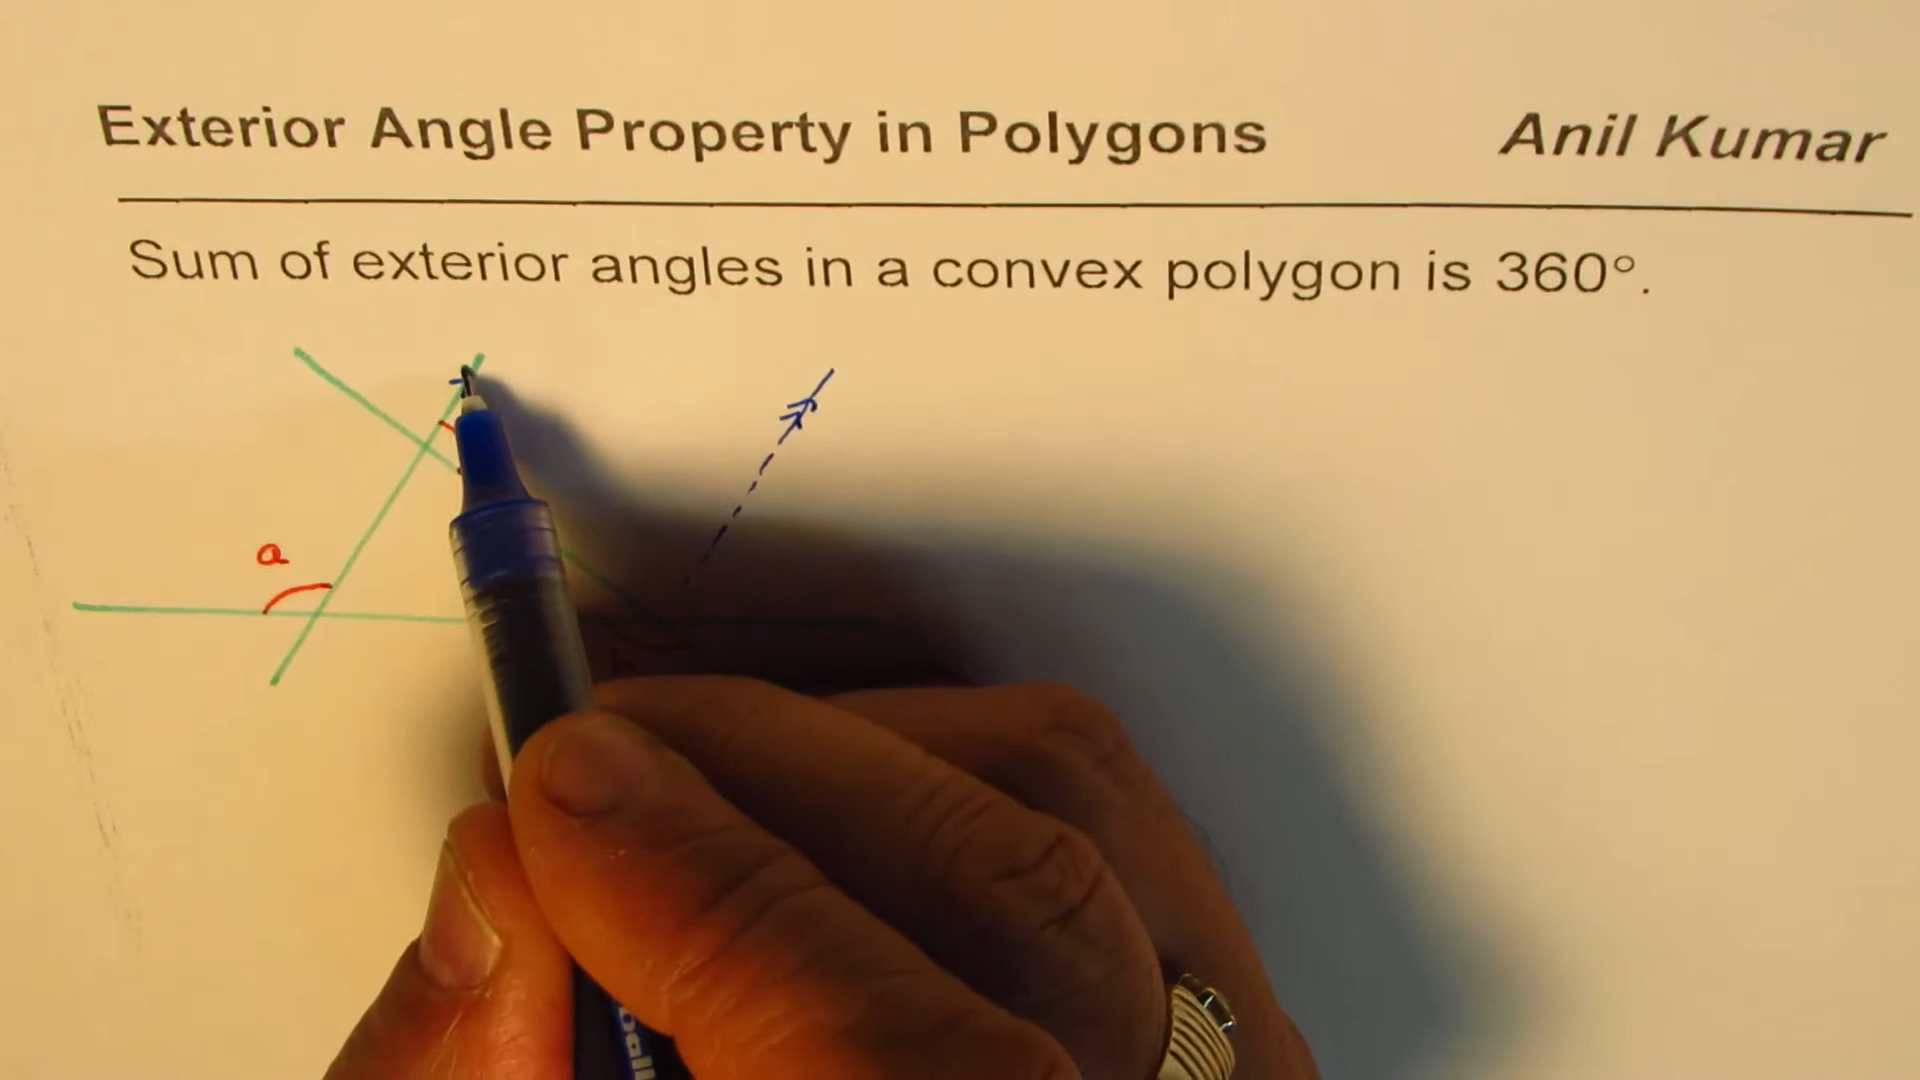 Exterior Angle Property in Polygons Anil Kumar
Sum of exterior angles in a convex polygon is 360°.
a